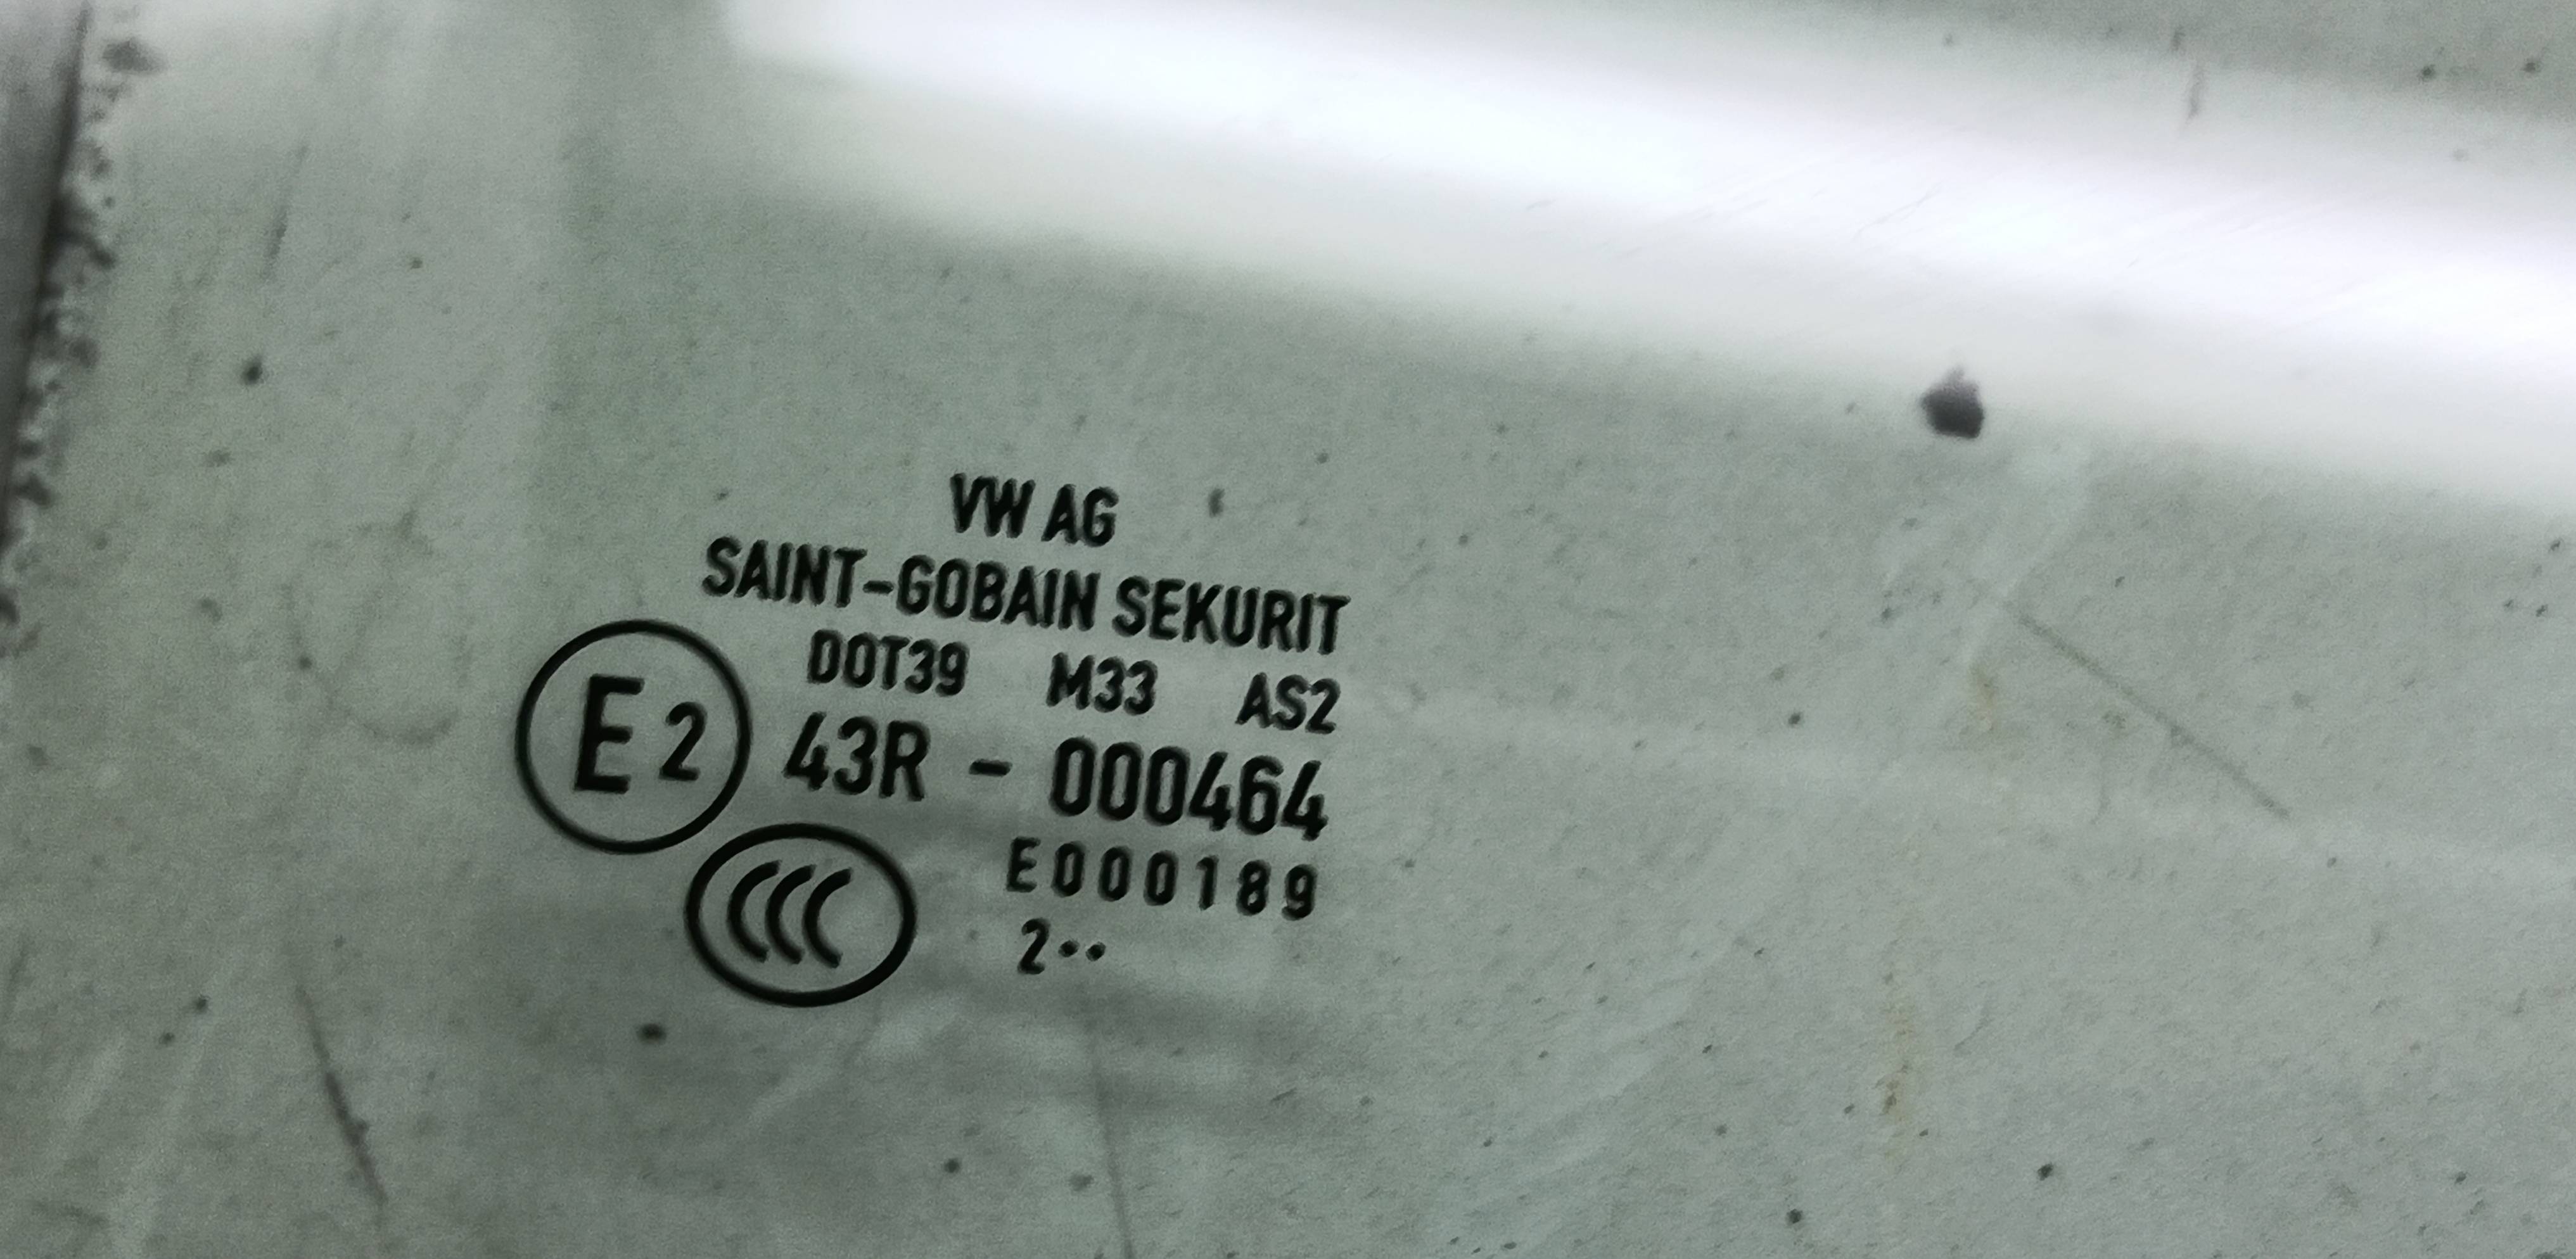 VW AG
SAINT-GOBAIN SEKURIT
DOT39 M33 AS2
E2 43R - 000464
CCC E000189
2••